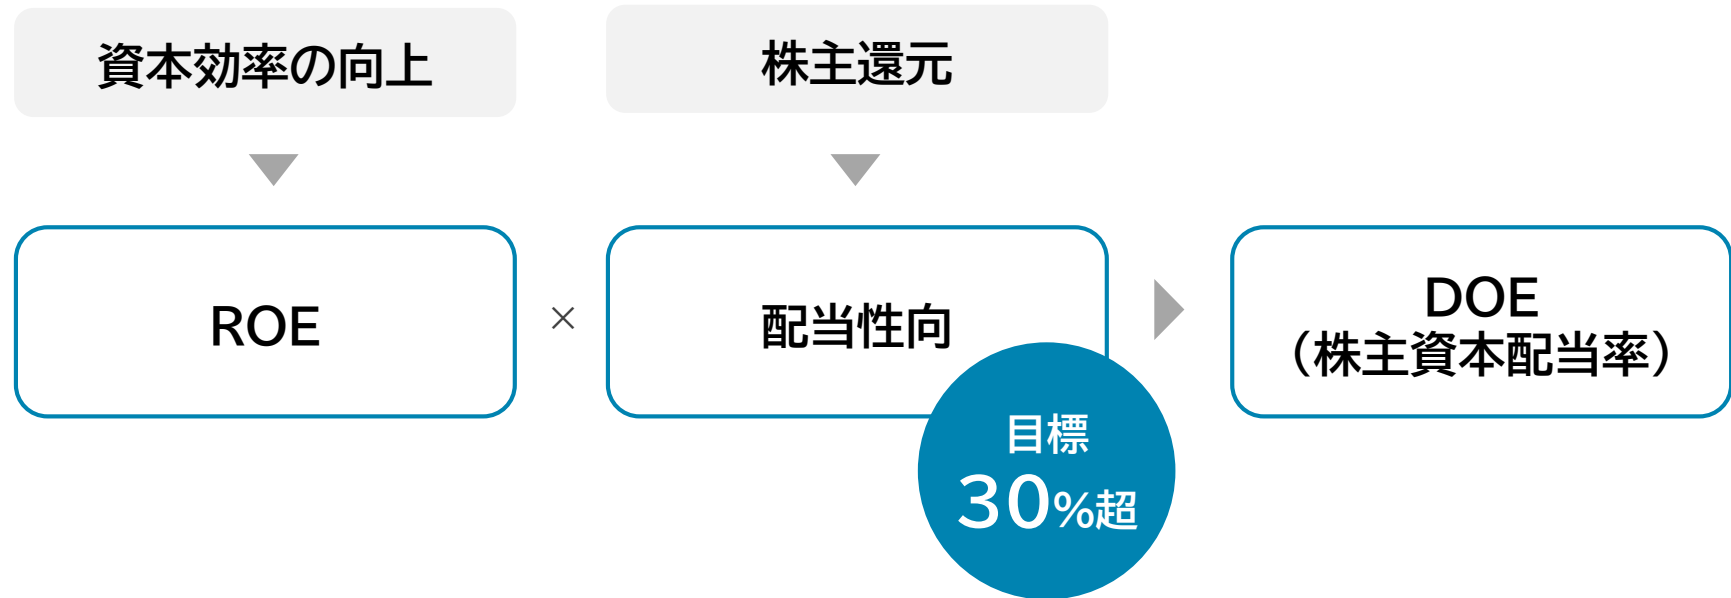 資本効率の向上
株主還元
ROE
×
配当性向
DOE
（株主資本配当率）
目標
30%超